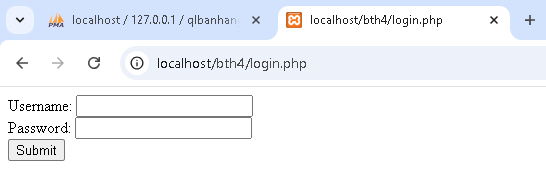 localhost / 127.0.0.1 / qlbanhan
localhost/bth4/login.php
localhost/bth4/login.php
Username:
Password:
Submit